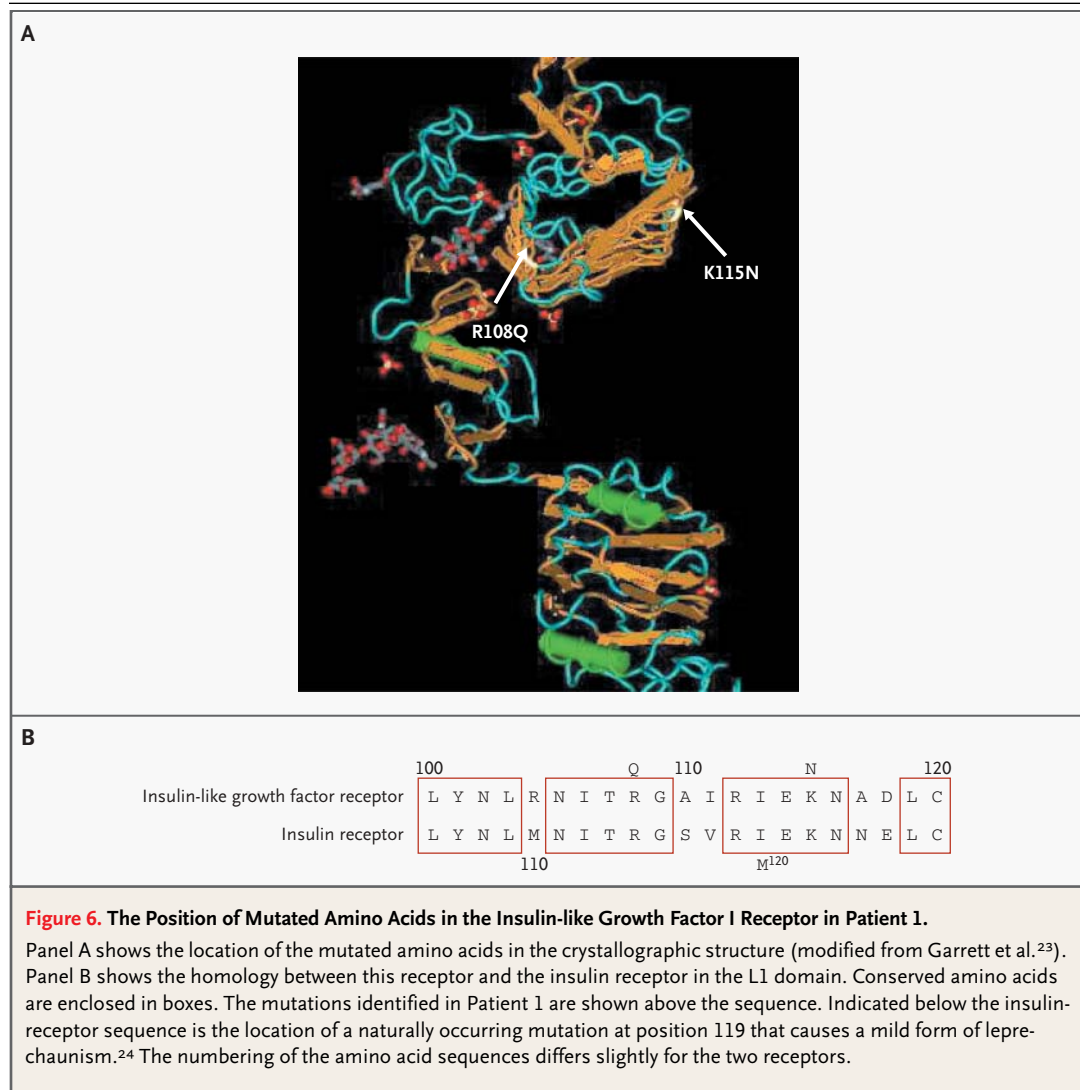 A
K115N
R108Q
B
100 Q 110 N 120
Insulin-like growth factor receptor L Y N L R N I T R G A I R I E K N A D L C
Insulin receptor L Y N L M N I T R G S V R I E K N N E L C
110 M¹²⁰
Figure 6. The Position of Mutated Amino Acids in the Insulin-like Growth Factor I Receptor in Patient 1.
Panel A shows the location of the mutated amino acids in the crystallographic structure (modified from Garrett et al.²³).
Panel B shows the homology between this receptor and the insulin receptor in the L1 domain. Conserved amino acids
are enclosed in boxes. The mutations identified in Patient 1 are shown above the sequence. Indicated below the insulin-
receptor sequence is the location of a naturally occurring mutation at position 119 that causes a mild form of lepre-
chaunism.²⁴ The numbering of the amino acid sequences differs slightly for the two receptors.